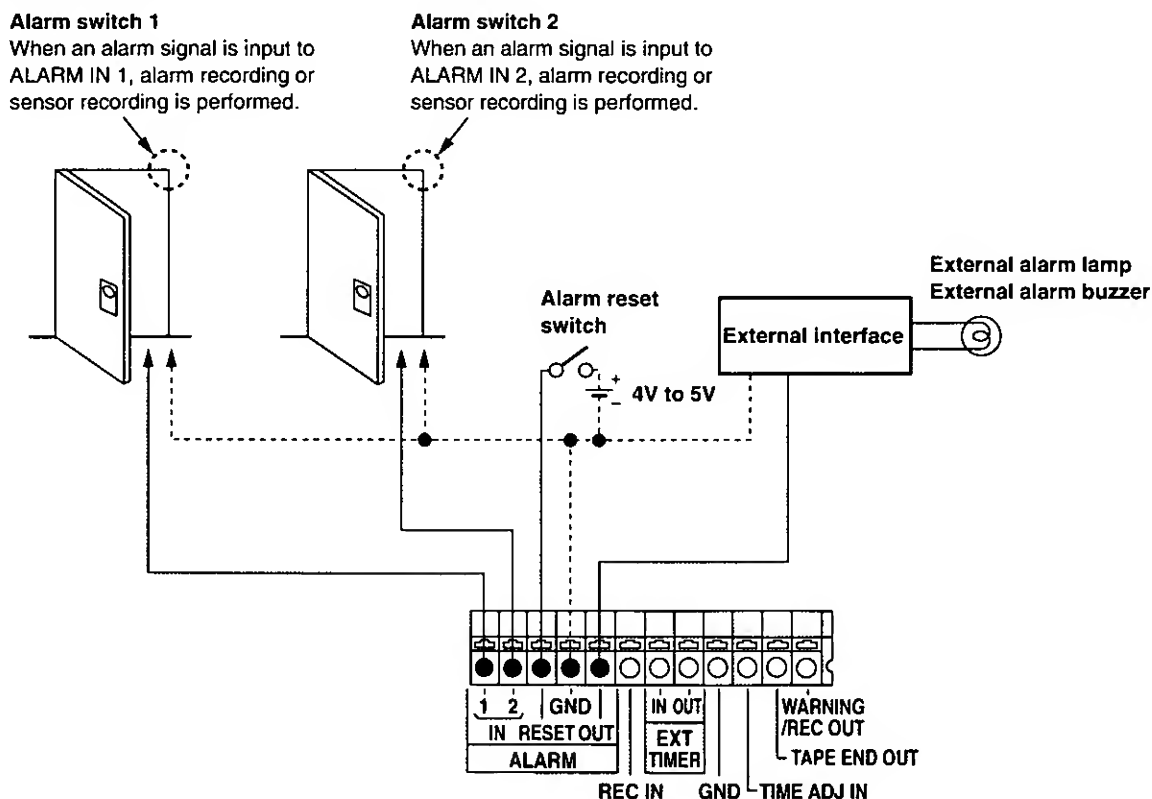 Alarm switch 1
When an alarm signal is input to
ALARM IN 1, alarm recording or
sensor recording is performed.
Alarm switch 2
When an alarm signal is input to
ALARM IN 2, alarm recording or
sensor recording is performed.
Alarm reset
switch
+
−
4V to 5V
External interface
External alarm lamp
External alarm buzzer
1 2 GND
IN RESET OUT
ALARM
IN OUT
EXT
TIMER
WARNING
/REC OUT
TAPE END OUT
REC IN GND TIME ADJ IN